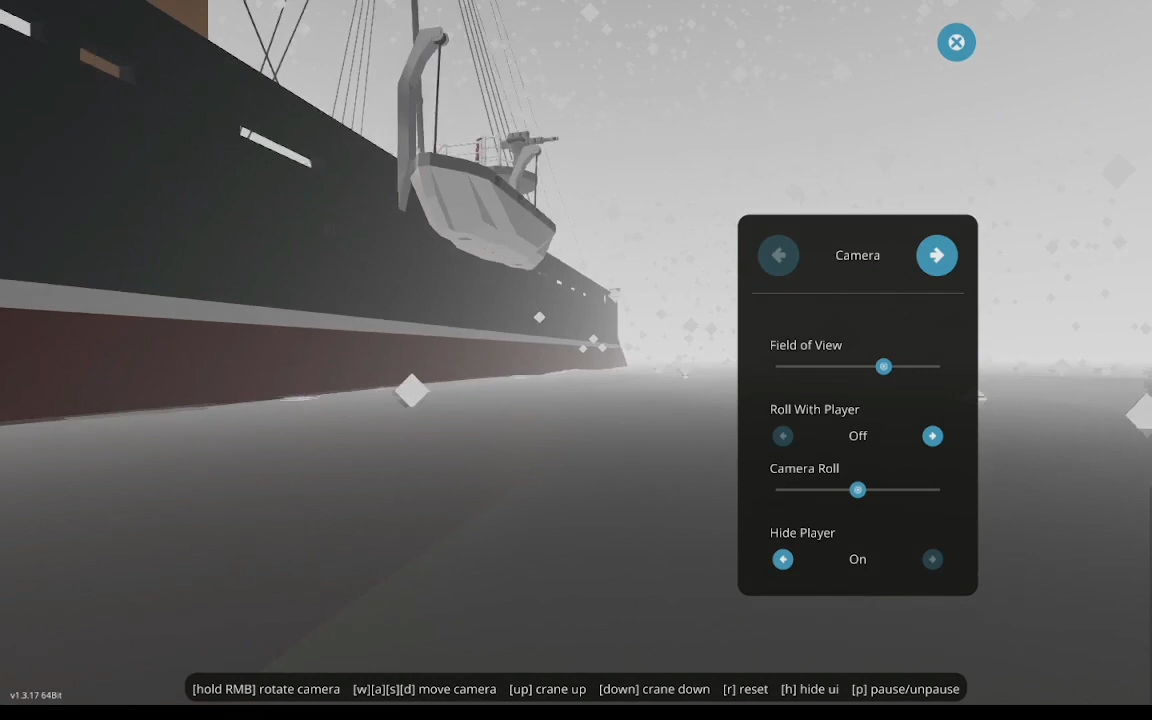 Camera
Field of View
Roll With Player
Off
Camera Roll
Hide Player
On
v1.3.17 64Bit
[hold RMB] rotate camera [w][a][s][d] move camera [up] crane up [down] crane down [r] reset [h] hide ui [p] pause/unpause